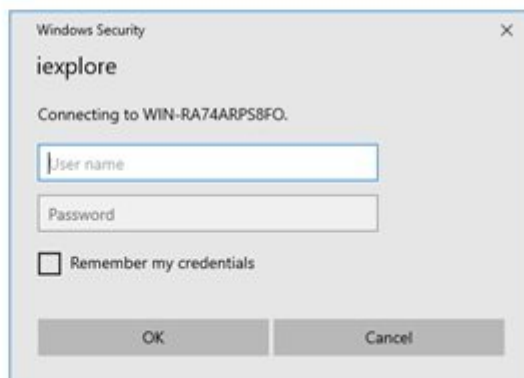 Windows Security
iexplore
Connecting to WIN-RA74ARPS8FO.
User name
Password
Remember my credentials
OK Cancel